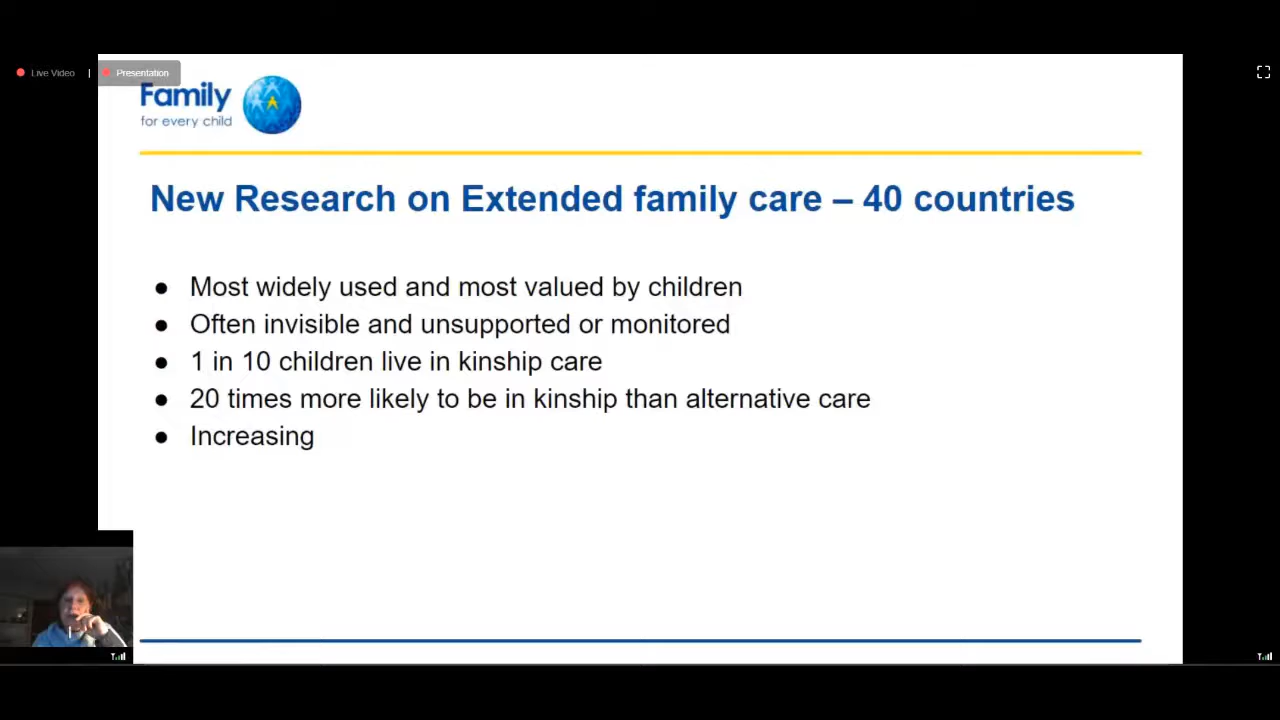 Live Video | Presentation
Family
for every child
New Research on Extended family care – 40 countries
● Most widely used and most valued by children
● Often invisible and unsupported or monitored
● 1 in 10 children live in kinship care
● 20 times more likely to be in kinship than alternative care
● Increasing